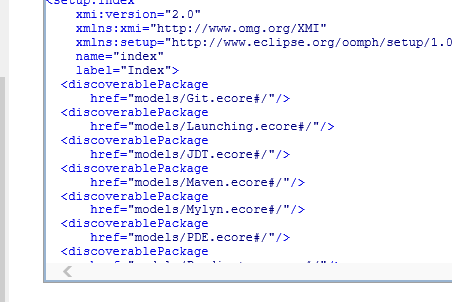 <setup:Index
xmi:version="2.0"
xmlns:xmi="http://www.omg.org/XMI"
xmlns:setup="http://www.eclipse.org/oomph/setup/1.0
name="index"
label="Index">
<discoverablePackage
href="models/Git.ecore#/"/>
<discoverablePackage
href="models/Launching.ecore#/"/>
<discoverablePackage
href="models/JDT.ecore#/"/>
<discoverablePackage
href="models/Maven.ecore#/"/>
<discoverablePackage
href="models/Mylyn.ecore#/"/>
<discoverablePackage
href="models/PDE.ecore#/"/>
<discoverablePackage